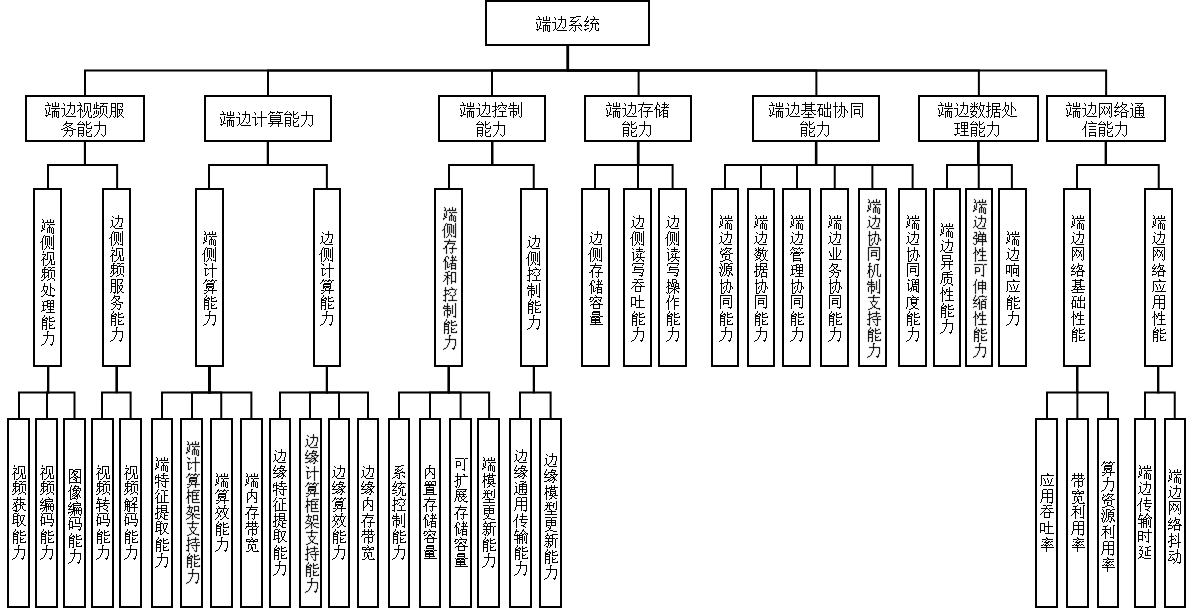 端边系统
端边视频服
务能力
端边计算能力
端边控制
能力
端边存储
能力
端边基础协同
能力
端边数据处
理能力
端边网络通
信能力
端侧视频处理能力
边侧视频服务能力
端侧计算能力
边侧计算能力
端侧存储和控制能力
边侧控制能力
边侧存储容量
边侧读写吞吐能力
边侧读写操作能力
端边资源协同能力
端边数据协同能力
端边管理协同能力
端边业务协同能力
端边协同机制支持能力
端边协同调度能力
端边异质性能力
端边弹性可伸缩性能力
端边响应能力
端边网络基础性能
端边网络应用性能
视频获取能力
视频编码能力
图像编码能力
视频转码能力
视频解码能力
端特征提取能力
端计算框架支持能力
端算效能力
端内存带宽
边缘特征提取能力
边缘计算框架支持能力
边缘算效能力
边缘内存带宽
系统控制能力
内置存储容量
可扩展存储容量
端模型更新能力
边缘通用传输能力
边缘模型更新能力
应用吞吐率
带宽利用率
算力资源利用率
端边传输时延
端边网络抖动